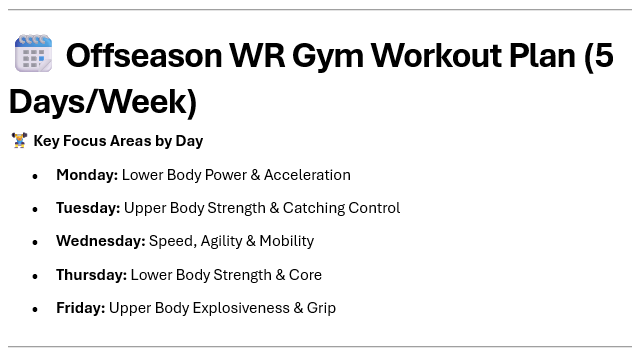 📅 Offseason WR Gym Workout Plan (5
Days/Week)
🏋️ Key Focus Areas by Day
• Monday: Lower Body Power & Acceleration
• Tuesday: Upper Body Strength & Catching Control
• Wednesday: Speed, Agility & Mobility
• Thursday: Lower Body Strength & Core
• Friday: Upper Body Explosiveness & Grip